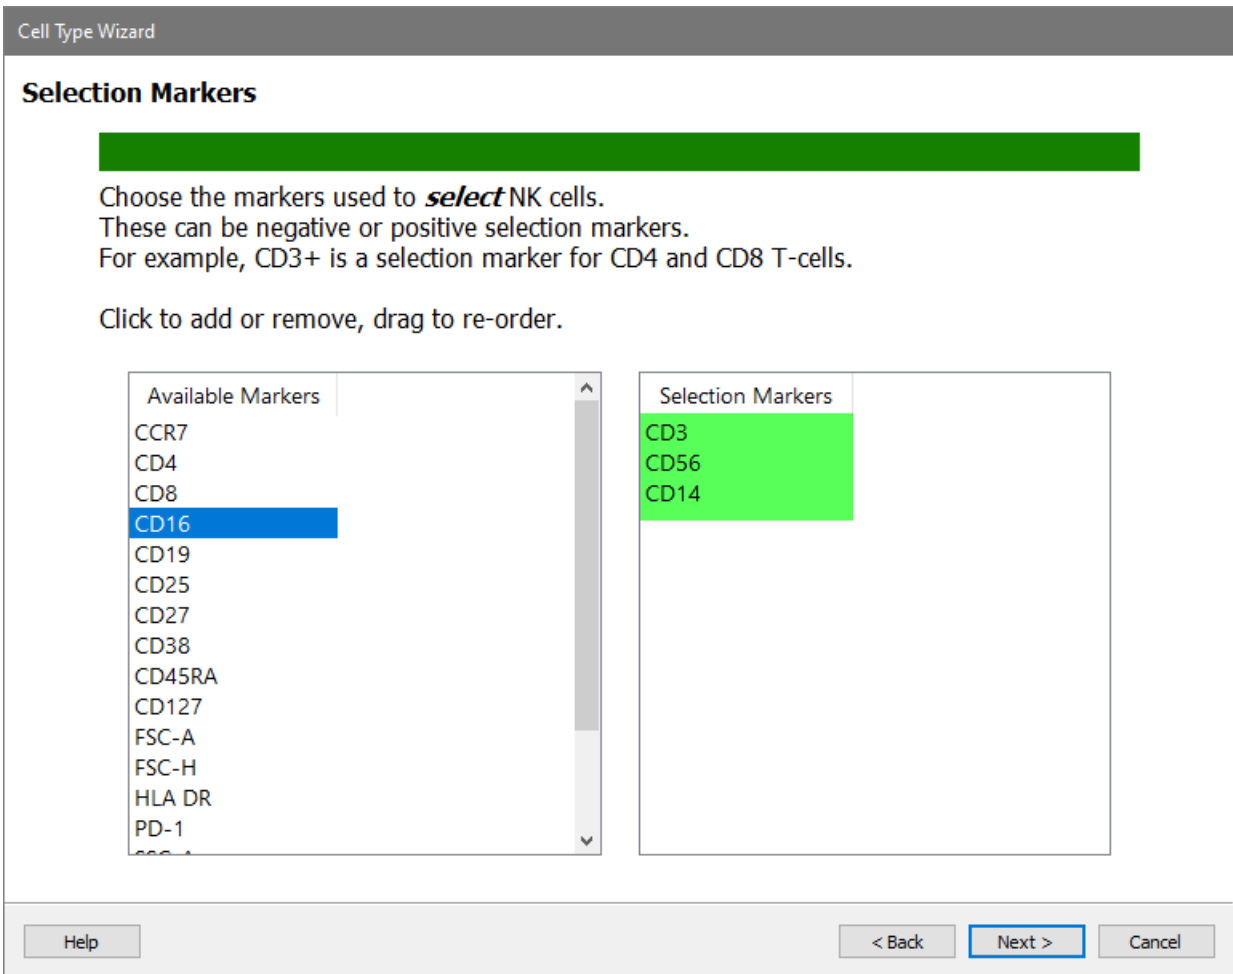 Cell Type Wizard
Selection Markers
Choose the markers used to select NK cells.
These can be negative or positive selection markers.
For example, CD3+ is a selection marker for CD4 and CD8 T-cells.
Click to add or remove, drag to re-order.
Available Markers
CCR7
CD4
CD8
CD16
CD19
CD25
CD27
CD38
CD45RA
CD127
FSC-A
FSC-H
HLA DR
PD-1
Selection Markers
CD3
CD56
CD14
Help
< Back
Next >
Cancel